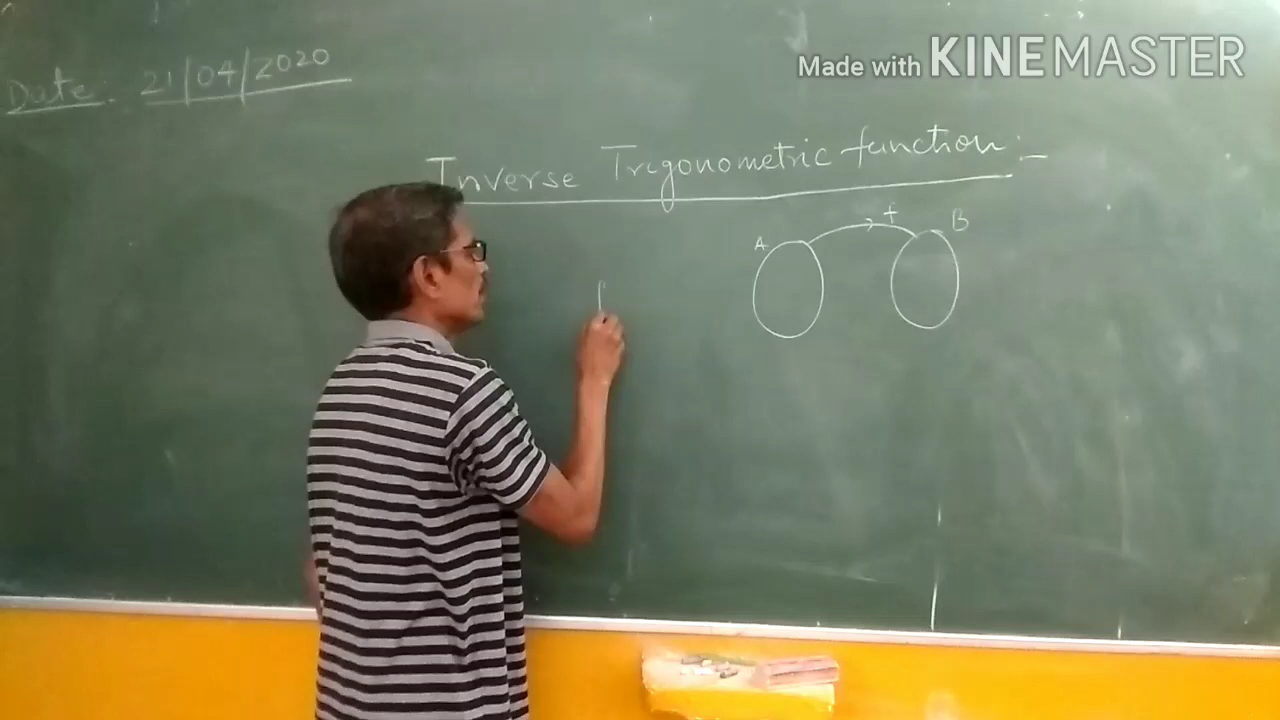 Made with KINEMASTER
Date: 21/04/2020
Inverse Trigonometric function :-
A f B
f